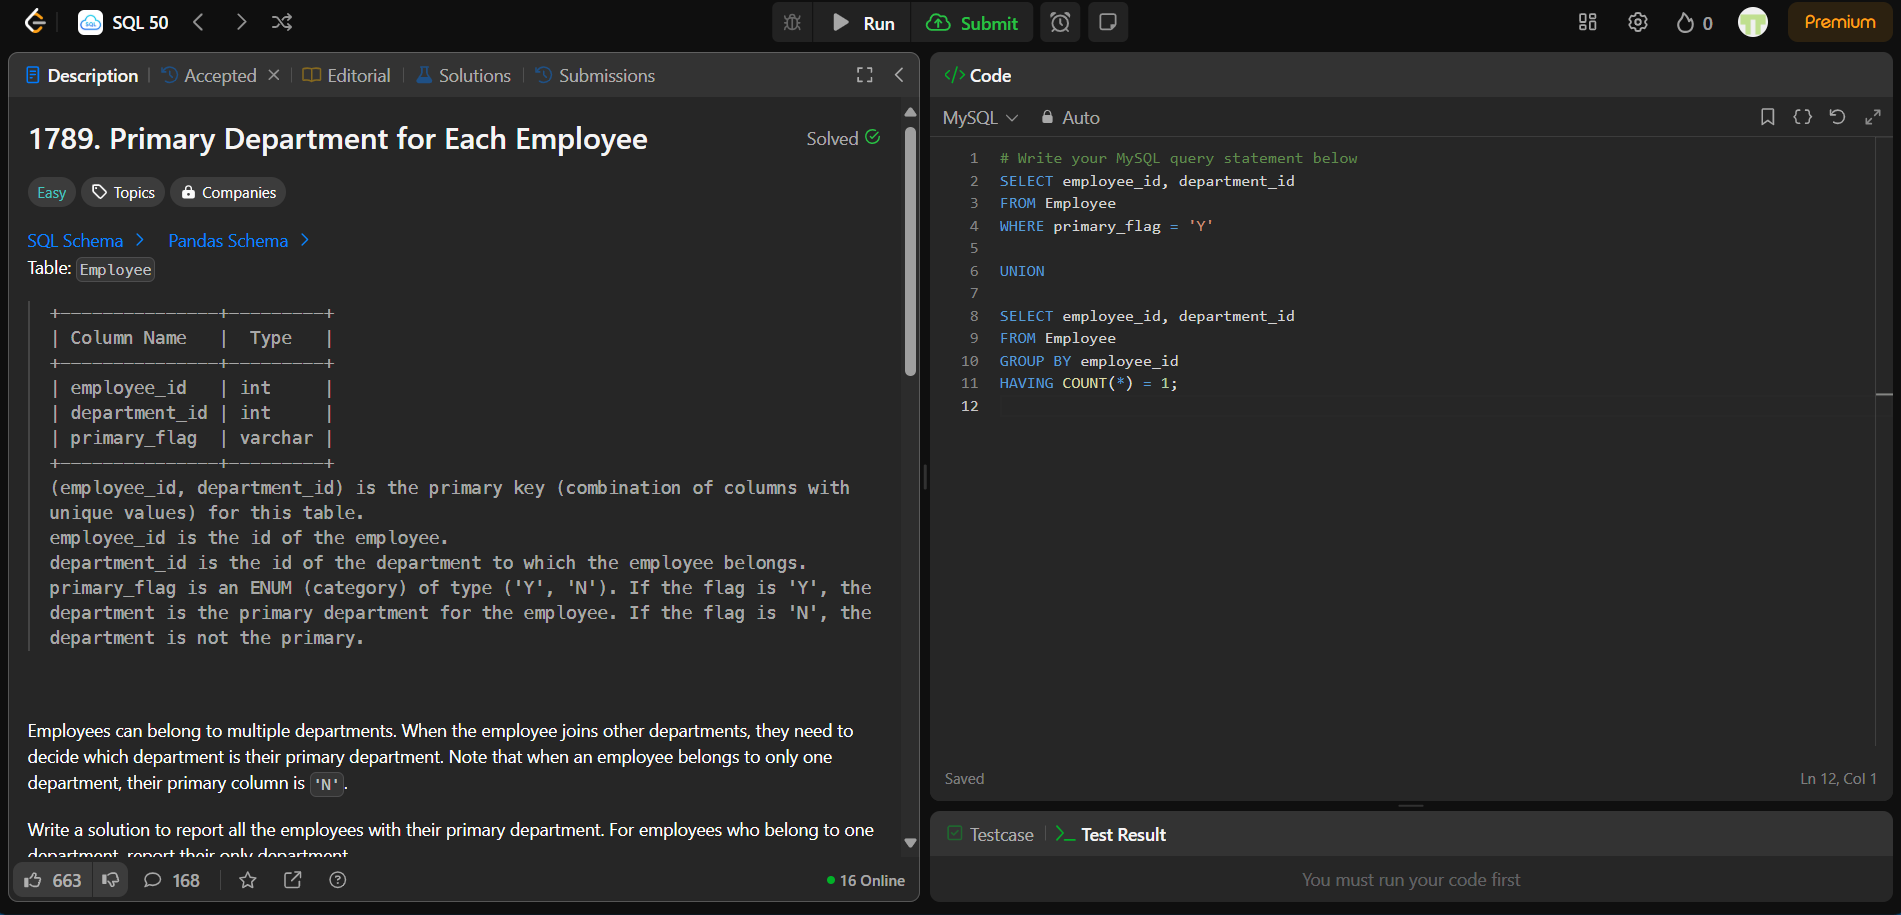 SQL 50
Run
Submit
0
Premium
Description
Accepted
Editorial
Solutions
Submissions
1789. Primary Department for Each Employee
Solved
Easy
Topics
Companies
SQL Schema
Pandas Schema
Table: Employee
+---------------+---------+
| Column Name   |  Type   |
+---------------+---------+
| employee_id   | int     |
| department_id | int     |
| primary_flag  | varchar |
+---------------+---------+
(employee_id, department_id) is the primary key (combination of columns with
unique values) for this table.
employee_id is the id of the employee.
department_id is the id of the department to which the employee belongs.
primary_flag is an ENUM (category) of type ('Y', 'N'). If the flag is 'Y', the
department is the primary department for the employee. If the flag is 'N', the
department is not the primary.
Employees can belong to multiple departments. When the employee joins other departments, they need to
decide which department is their primary department. Note that when an employee belongs to only one
department, their primary column is 'N'.
Write a solution to report all the employees with their primary department. For employees who belong to one
department, report their only department.
663
168
16 Online
</> Code
MySQL
Auto
1 # Write your MySQL query statement below
2 SELECT employee_id, department_id
3 FROM Employee
4 WHERE primary_flag = 'Y'
5
6 UNION
7
8 SELECT employee_id, department_id
9 FROM Employee
10 GROUP BY employee_id
11 HAVING COUNT(*) = 1;
12
Saved
Ln 12, Col 1
Testcase
Test Result
You must run your code first